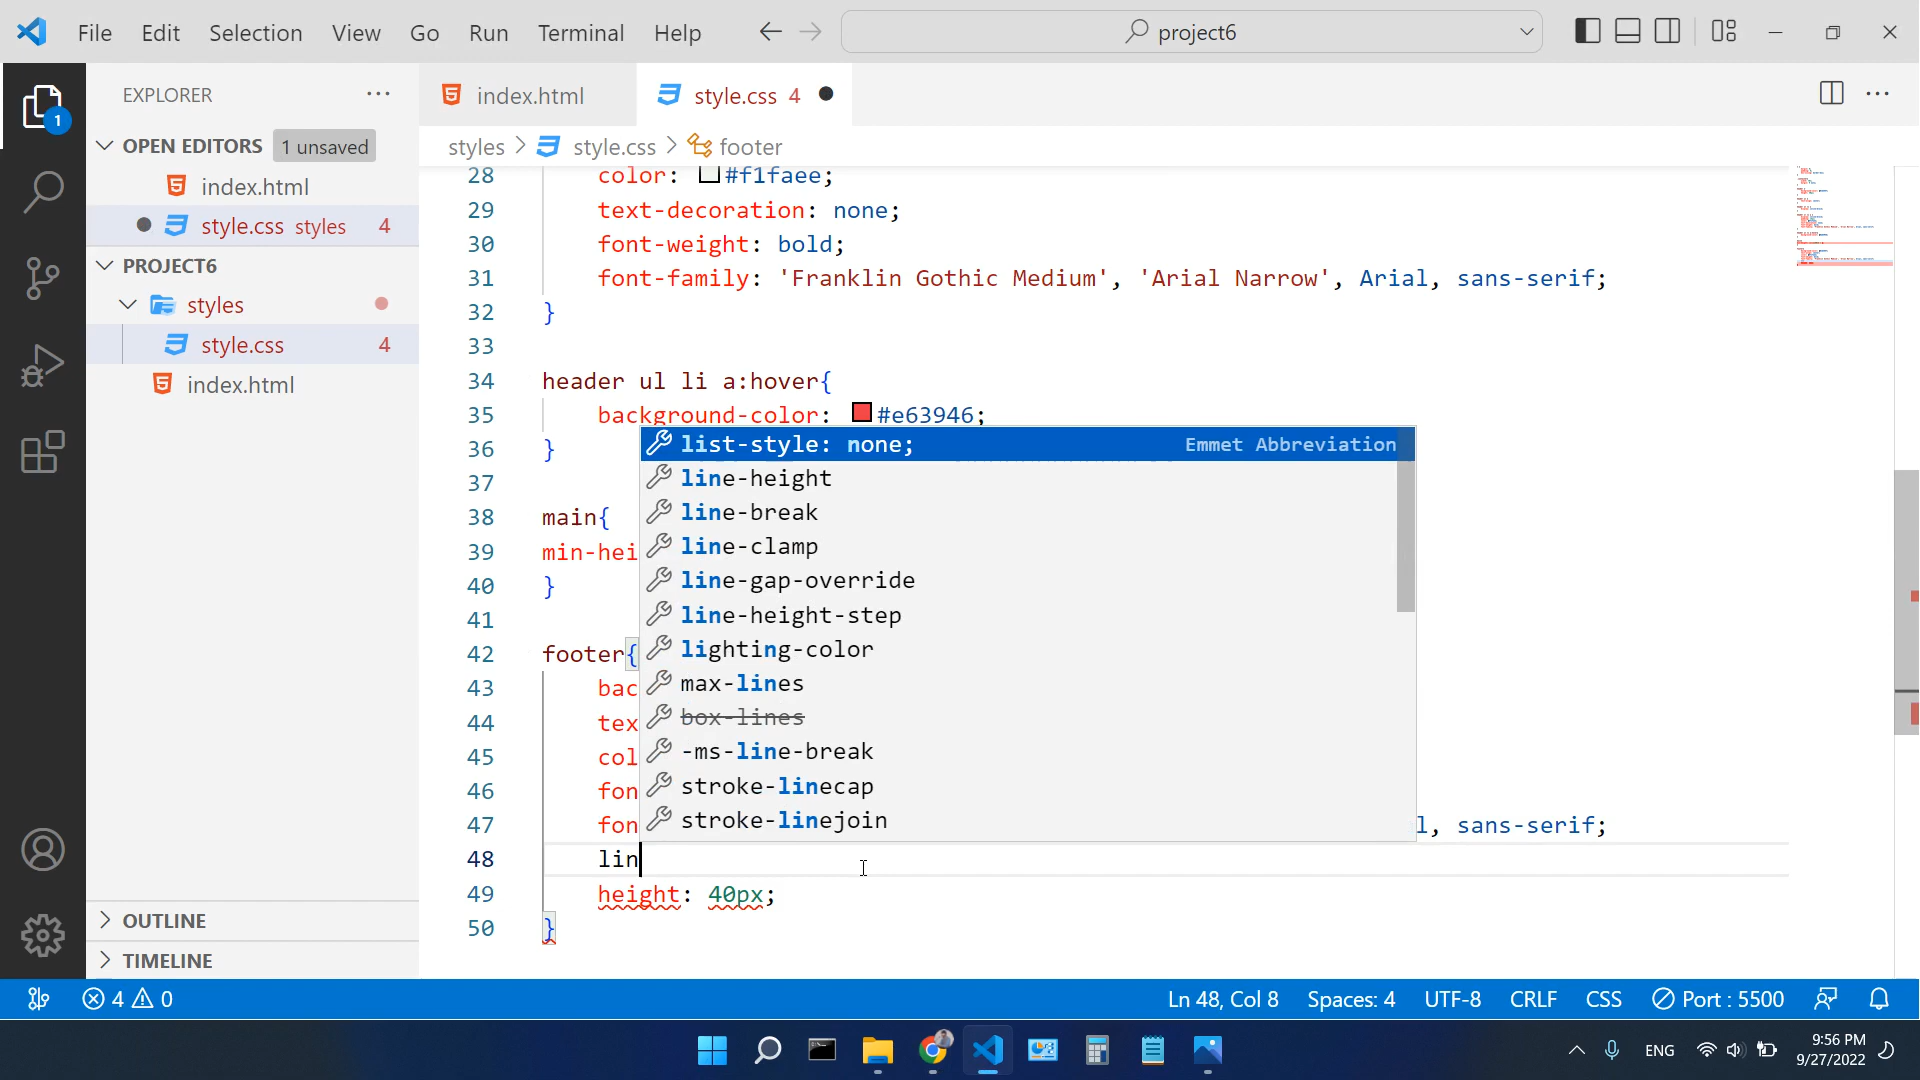 File Edit Selection View Go Run Terminal Help
project6
EXPLORER
1
OPEN EDITORS 1 unsaved
index.html
style.css styles 4
PROJECT6
styles
style.css 4
index.html
OUTLINE
TIMELINE
index.html
style.css 4
styles > style.css > footer
28 color: #f1faee;
29 text-decoration: none;
30 font-weight: bold;
31 font-family: 'Franklin Gothic Medium', 'Arial Narrow', Arial, sans-serif;
32 }
33
34 header ul li a:hover{
35 background-color: #e63946;
36 }
37
38 main{
39 min-hei
40 }
41
42 footer{
43 bac
44 tex
45 col
46 fon
47 fon l, sans-serif;
48 lin
49 height: 40px;
50 }
list-style: none; Emmet Abbreviation
line-height
line-break
line-clamp
line-gap-override
line-height-step
lighting-color
max-lines
box-lines
-ms-line-break
stroke-linecap
stroke-linejoin
4 0
Ln 48, Col 8 Spaces: 4 UTF-8 CRLF CSS Port : 5500
ENG
9:56 PM
9/27/2022